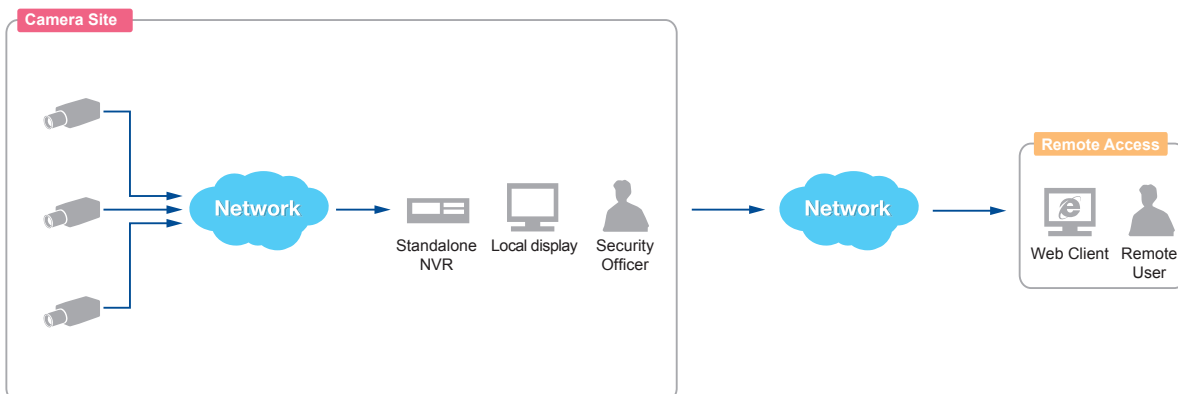 Camera Site
Network
Standalone
NVR
Local display
Security
Officer
Network
Remote Access
Web Client
Remote
User